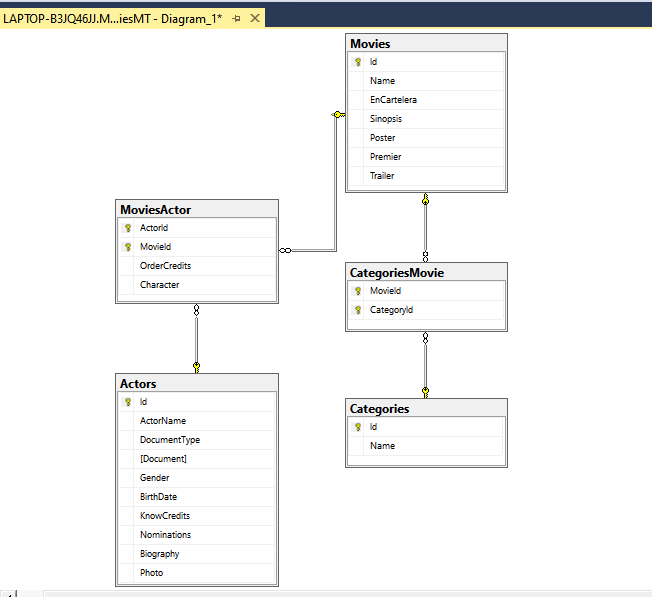 LAPTOP-B3JQ46JJ.M...iesMT - Diagram_1*
Movies
Id
Name
EnCartelera
Sinopsis
Poster
Premier
Trailer
MoviesActor
ActorId
MovieId
OrderCredits
Character
CategoriesMovie
MovieId
CategoryId
Actors
Id
ActorName
DocumentType
[Document]
Gender
BirthDate
KnowCredits
Nominations
Biography
Photo
Categories
Id
Name